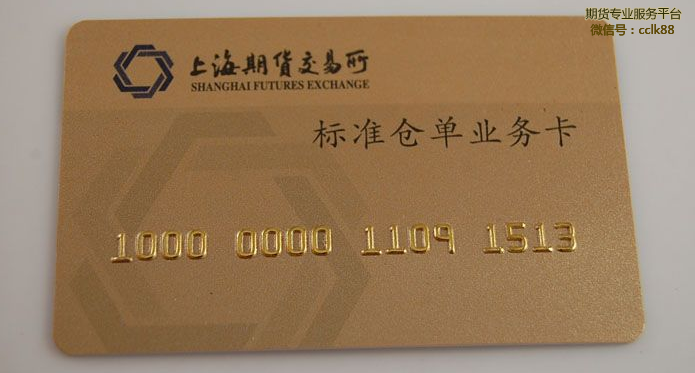 期货专业服务平台
微信号：cclk88
上海期货交易所
SHANGHAI FUTURES EXCHANGE
标准仓单业务卡
1000 0000 1109 1513